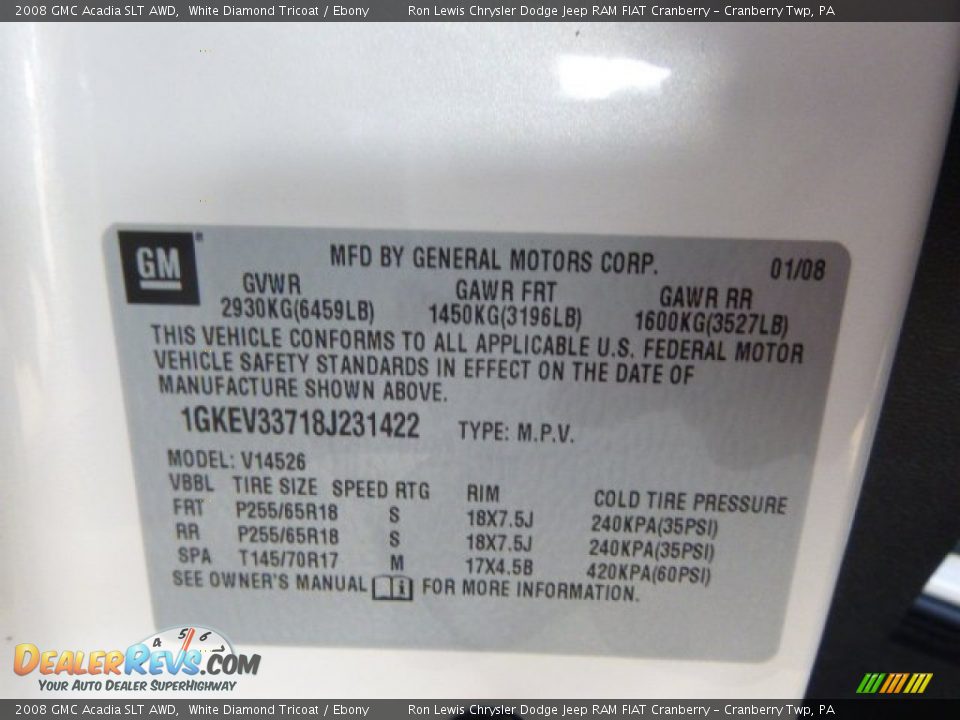 2008 GMC Acadia SLT AWD, White Diamond Tricoat / Ebony Ron Lewis Chrysler Dodge Jeep RAM FIAT Cranberry – Cranberry Twp, PA
GM
MFD BY GENERAL MOTORS CORP. 01/08
GVWR GAWR FRT GAWR RR
2930KG(6459LB) 1450KG(3196LB) 1600KG(3527LB)
THIS VEHICLE CONFORMS TO ALL APPLICABLE U.S. FEDERAL MOTOR
VEHICLE SAFETY STANDARDS IN EFFECT ON THE DATE OF
MANUFACTURE SHOWN ABOVE.
1GKEV33718J231422 TYPE: M.P.V.
MODEL: V14526
VBBL TIRE SIZE SPEED RTG RIM COLD TIRE PRESSURE
FRT P255/65R18 S 18X7.5J 240KPA(35PSI)
RR P255/65R18 S 18X7.5J 240KPA(35PSI)
SPA T145/70R17 M 17X4.5B 420KPA(60PSI)
SEE OWNER'S MANUAL i FOR MORE INFORMATION.
4 5 6
DEALERREVS.COM
YOUR AUTO DEALER SUPERHIGHWAY
2008 GMC Acadia SLT AWD, White Diamond Tricoat / Ebony Ron Lewis Chrysler Dodge Jeep RAM FIAT Cranberry – Cranberry Twp, PA